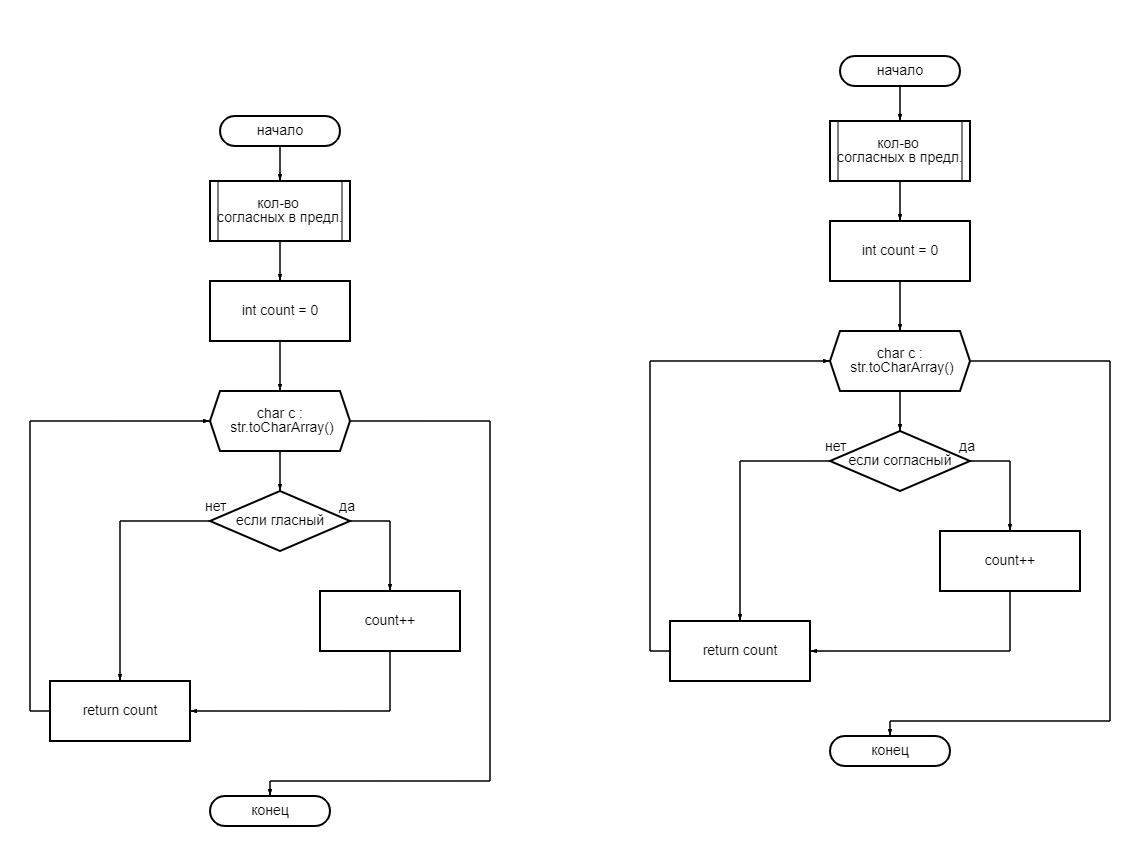 начало
кол-во
согласных в предл.
int count = 0
char c :
str.toCharArray()
нет
да
если гласный
count++
return count
конец
начало
кол-во
согласных в предл.
int count = 0
char c :
str.toCharArray()
нет
да
если согласный
count++
return count
конец